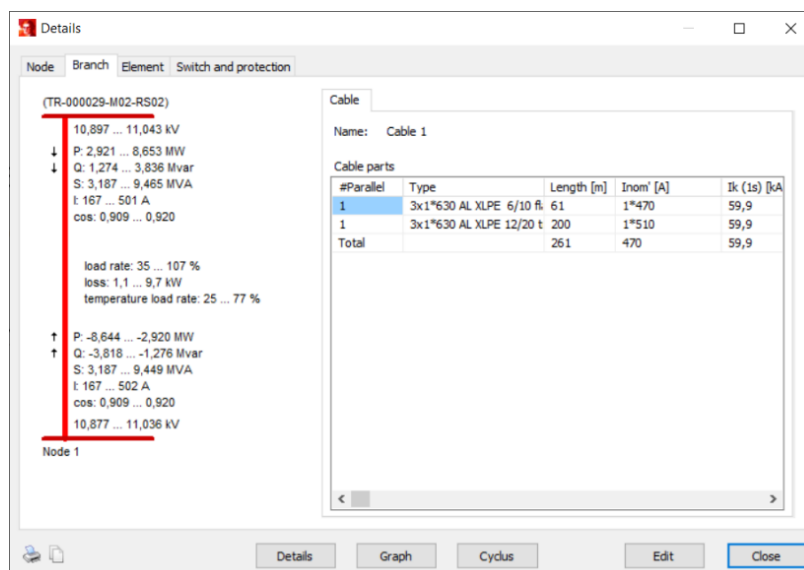 Details
Node Branch Element Switch and protection
(TR-000029-M02-RS02)
10,897 ... 11,043 kV
↓ P: 2,921 ... 8,653 MW
↓ Q: 1,274 ... 3,836 Mvar
S: 3,187 ... 9,465 MVA
I: 167 ... 501 A
cos: 0,909 ... 0,920
load rate: 35 ... 107 %
loss: 1,1 ... 9,7 kW
temperature load rate: 25 ... 77 %
↑ P: -8,644 ... -2,920 MW
↑ Q: -3,818 ... -1,276 Mvar
S: 3,187 ... 9,449 MVA
I: 167 ... 502 A
cos: 0,909 ... 0,920
10,877 ... 11,036 kV
Node 1
Cable
Name: Cable 1
Cable parts
#Parallel Type Length [m] Inom' [A] Ik (1s) [kA
1 3x1*630 AL XLPE 6/10 fl 61 1*470 59,9
1 3x1*630 AL XLPE 12/20 t 200 1*510 59,9
Total 261 470 59,9
Details Graph Cyclus Edit Close